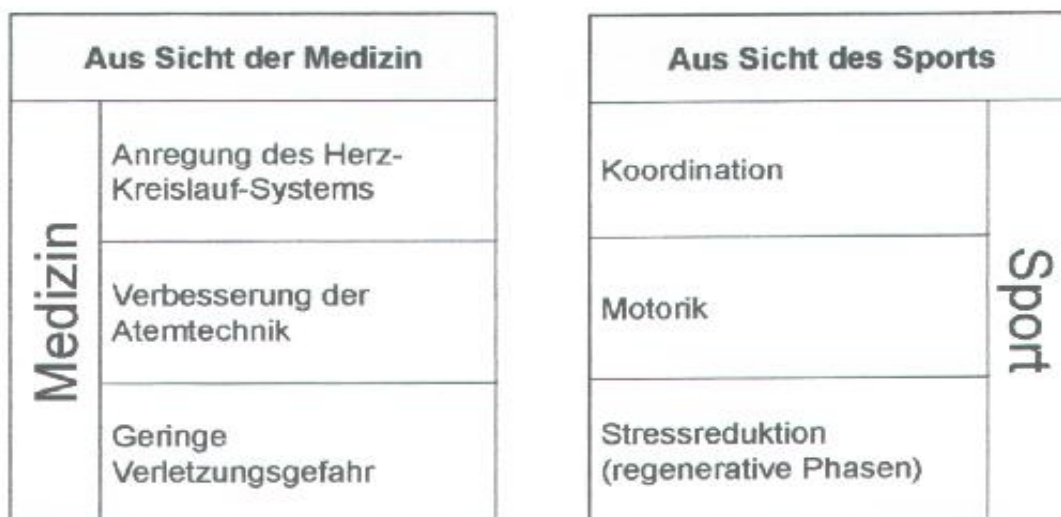 Aus Sicht der Medizin
Medizin
Anregung des Herz-
Kreislauf-Systems
Verbesserung der
Atemtechnik
Geringe
Verletzungsgefahr
Aus Sicht des Sports
Koordination
Motorik
Stressreduktion
(regenerative Phasen)
Sport